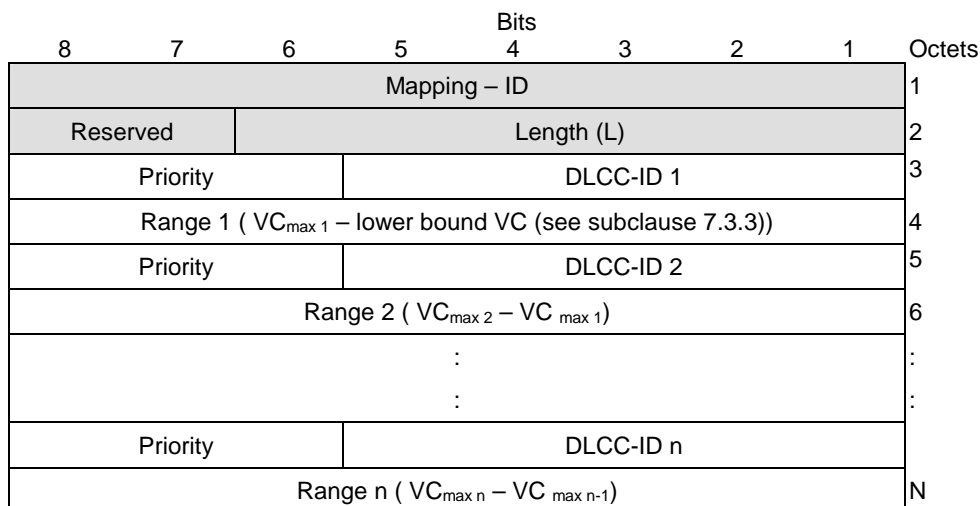 Bits
8 7 6 5 4 3 2 1 Octets
Mapping – ID 1
Reserved Length (L) 2
Priority DLCC-ID 1 3
Range 1 ( VCmax 1 – lower bound VC (see subclause 7.3.3)) 4
Priority DLCC-ID 2 5
Range 2 ( VCmax 2 – VC max 1) 6
: :
: :
Priority DLCC-ID n
Range n ( VCmax n – VC max n-1) N